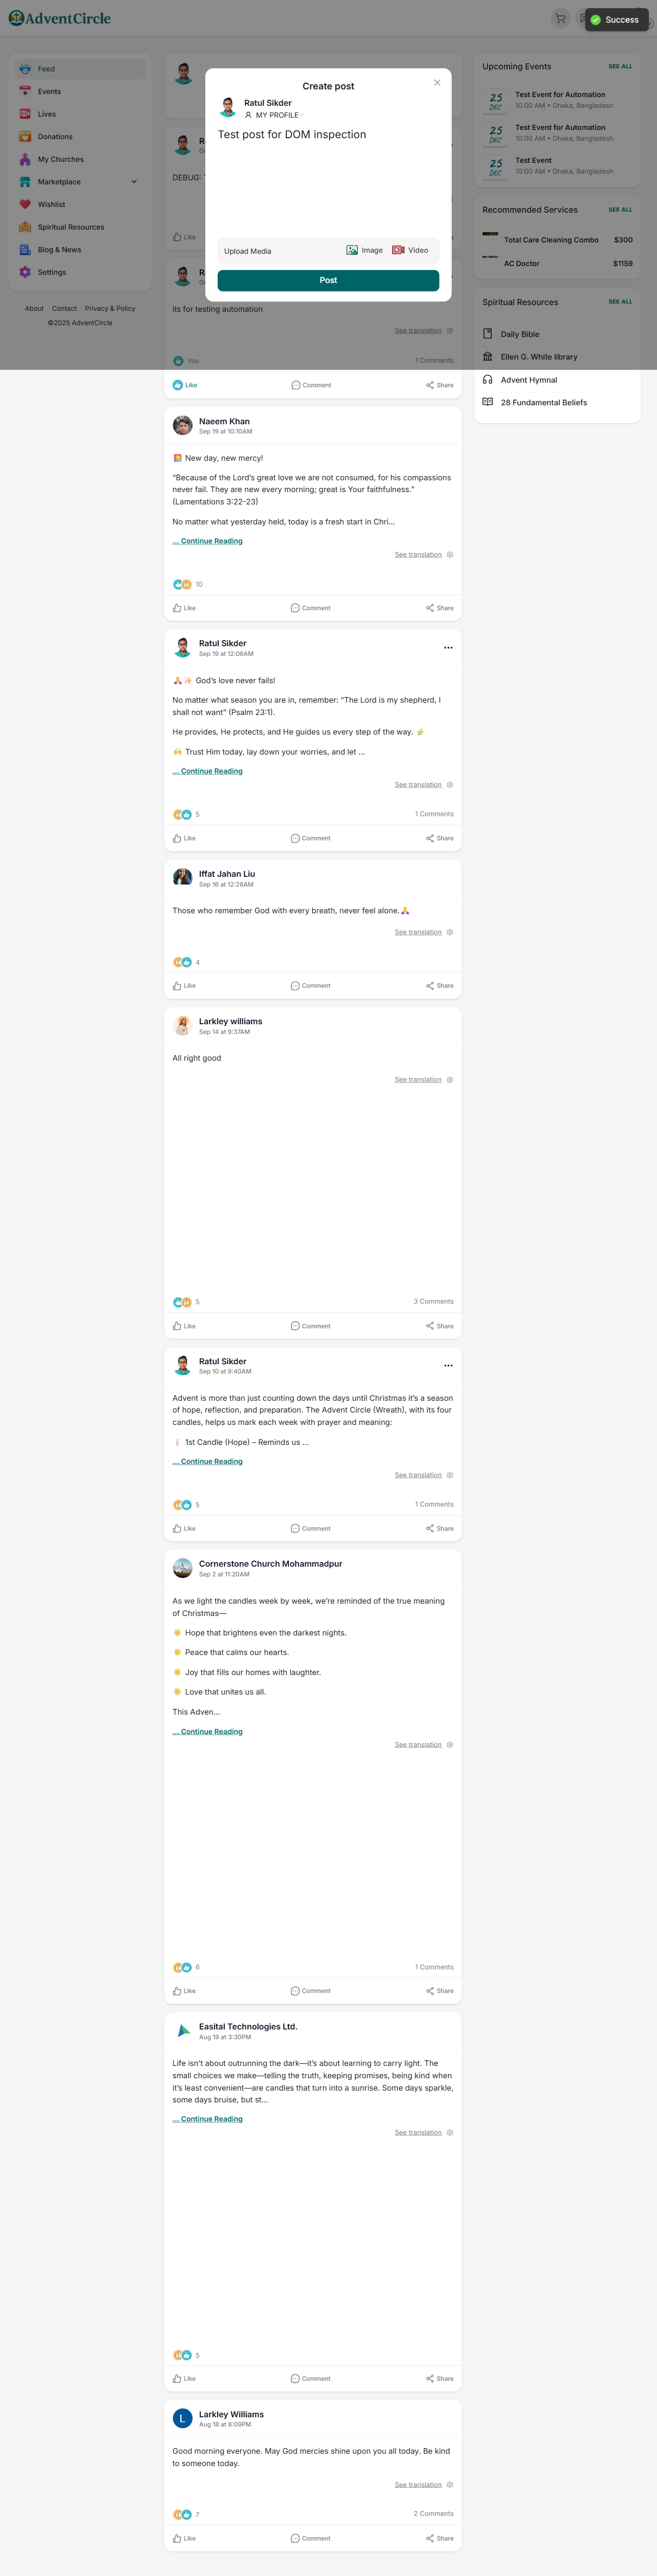 AdventCircle
Success
Feed
Events
Lives
Donations
My Churches
Marketplace
Wishlist
Spiritual Resources
Blog & News
Settings
About Contact Privacy & Policy
©2025 AdventCircle
Create post
Ratul Sikder
MY PROFILE
Test post for DOM inspection
Upload Media
Image
Video
Post
DEBUG:
Like
its for testing automation
See translation
You
1 Comments
Like
Comment
Share
Naeem Khan
Sep 19 at 10:10AM
New day, new mercy!
“Because of the Lord’s great love we are not consumed, for his compassions
never fail. They are new every morning; great is Your faithfulness.”
(Lamentations 3:22-23)
No matter what yesterday held, today is a fresh start in Chri...
... Continue Reading
See translation
10
Like
Comment
Share
Ratul Sikder
Sep 19 at 12:06AM
God’s love never fails!
No matter what season you are in, remember: “The Lord is my shepherd, I
shall not want” (Psalm 23:1).
He provides, He protects, and He guides us every step of the way.
Trust Him today, lay down your worries, and let ...
... Continue Reading
See translation
5
1 Comments
Like
Comment
Share
Iffat Jahan Liu
Sep 16 at 12:28AM
Those who remember God with every breath, never feel alone.
See translation
4
Like
Comment
Share
Larkley williams
Sep 14 at 9:37AM
All right good
See translation
5
3 Comments
Like
Comment
Share
Ratul Sikder
Sep 10 at 9:40AM
Advent is more than just counting down the days until Christmas it’s a season
of hope, reflection, and preparation. The Advent Circle (Wreath), with its four
candles, helps us mark each week with prayer and meaning:
1st Candle (Hope) – Reminds us ...
... Continue Reading
See translation
5
1 Comments
Like
Comment
Share
Cornerstone Church Mohammadpur
Sep 2 at 11:20AM
As we light the candles week by week, we’re reminded of the true meaning
of Christmas—
Hope that brightens even the darkest nights.
Peace that calms our hearts.
Joy that fills our homes with laughter.
Love that unites us all.
This Adven...
... Continue Reading
See translation
6
1 Comments
Like
Comment
Share
Easital Technologies Ltd.
Aug 19 at 3:30PM
Life isn’t about outrunning the dark—it’s about learning to carry light. The
small choices we make—telling the truth, keeping promises, being kind when
it’s least convenient—are candles that turn into a sunrise. Some days sparkle,
some days bruise, but st...
... Continue Reading
See translation
5
Like
Comment
Share
L
Larkley Williams
Aug 18 at 8:09PM
Good morning everyone. May God mercies shine upon you all today. Be kind
to someone today.
See translation
7
2 Comments
Like
Comment
Share
Upcoming Events
SEE ALL
25
DEC
Test Event for Automation
10:00 AM • Dhaka, Bangladesh
25
DEC
Test Event for Automation
10:00 AM • Dhaka, Bangladesh
25
DEC
Test Event
10:00 AM • Dhaka, Bangladesh
Recommended Services
SEE ALL
Total Care Cleaning Combo
$300
AC Doctor
$1159
Spiritual Resources
SEE ALL
Daily Bible
Ellen G. White library
Advent Hymnal
28 Fundamental Beliefs